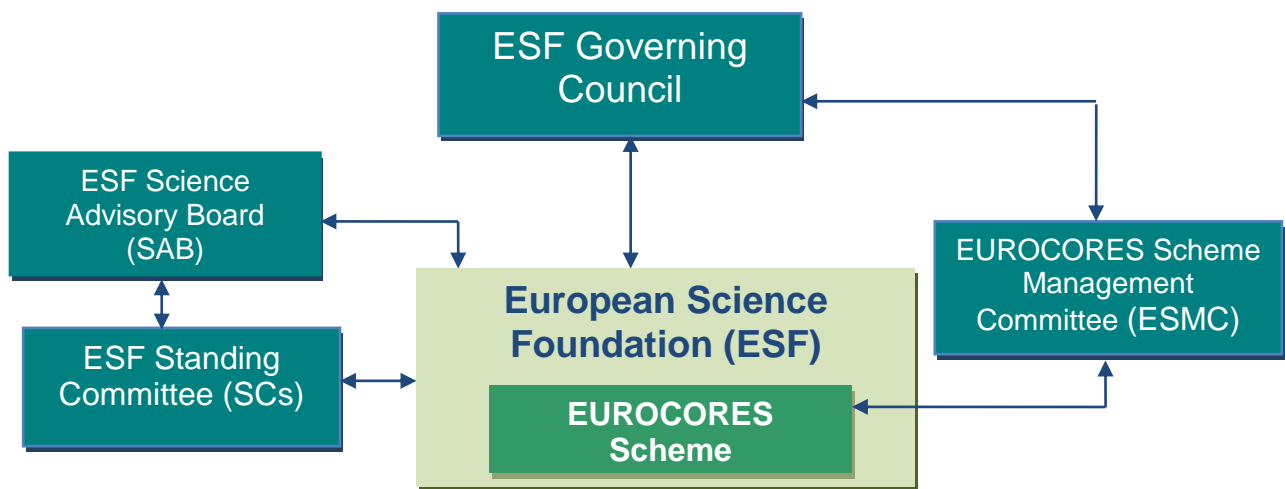 ESF Governing
Council
ESF Science
Advisory Board
(SAB)
EUROCORES Scheme
Management
Committee (ESMC)
European Science
Foundation (ESF)
ESF Standing
Committee (SCs)
EUROCORES
Scheme